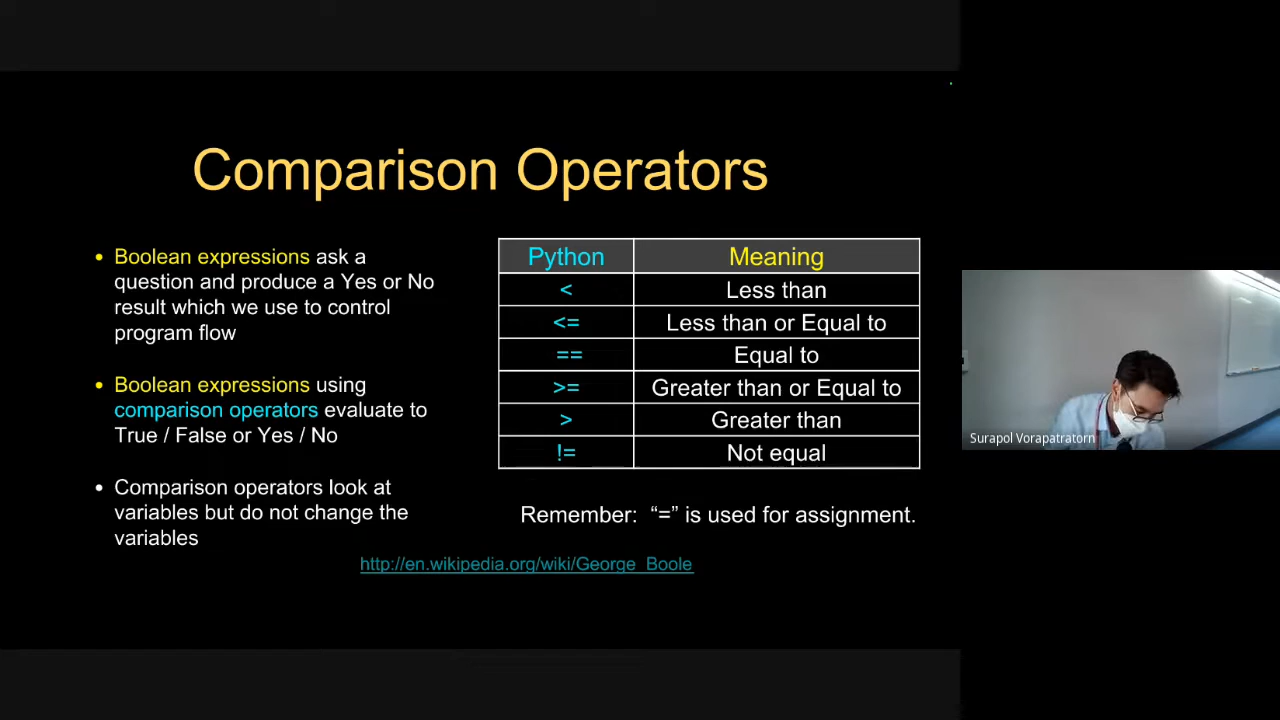 Comparison Operators
• Boolean expressions ask a
question and produce a Yes or No
result which we use to control
program flow
• Boolean expressions using
comparison operators evaluate to
True / False or Yes / No
• Comparison operators look at
variables but do not change the
variables
Python Meaning
< Less than
<= Less than or Equal to
== Equal to
>= Greater than or Equal to
> Greater than
!= Not equal
Remember: “=” is used for assignment.
http://en.wikipedia.org/wiki/George_Boole
Surapol Vorapatratorn